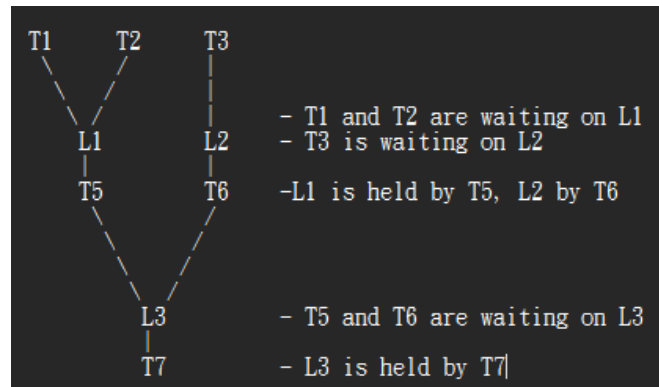 T1 T2 T3
- T1 and T2 are waiting on L1
L1 L2 - T3 is waiting on L2
T5 T6 -L1 is held by T5, L2 by T6
L3 - T5 and T6 are waiting on L3
T7 - L3 is held by T7